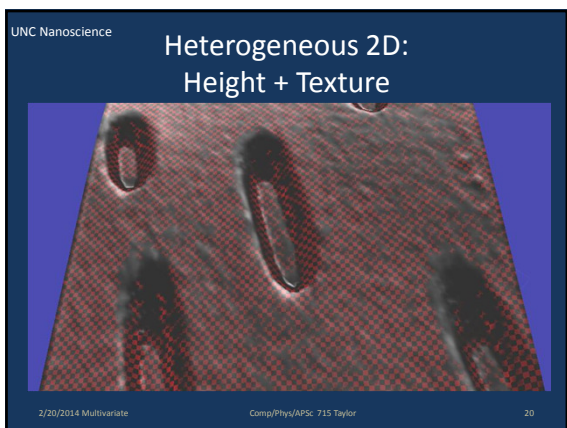 UNC Nanoscience
Heterogeneous 2D:
Height + Texture
2/20/2014 Multivariate
Comp/Phys/APSc 715 Taylor
20